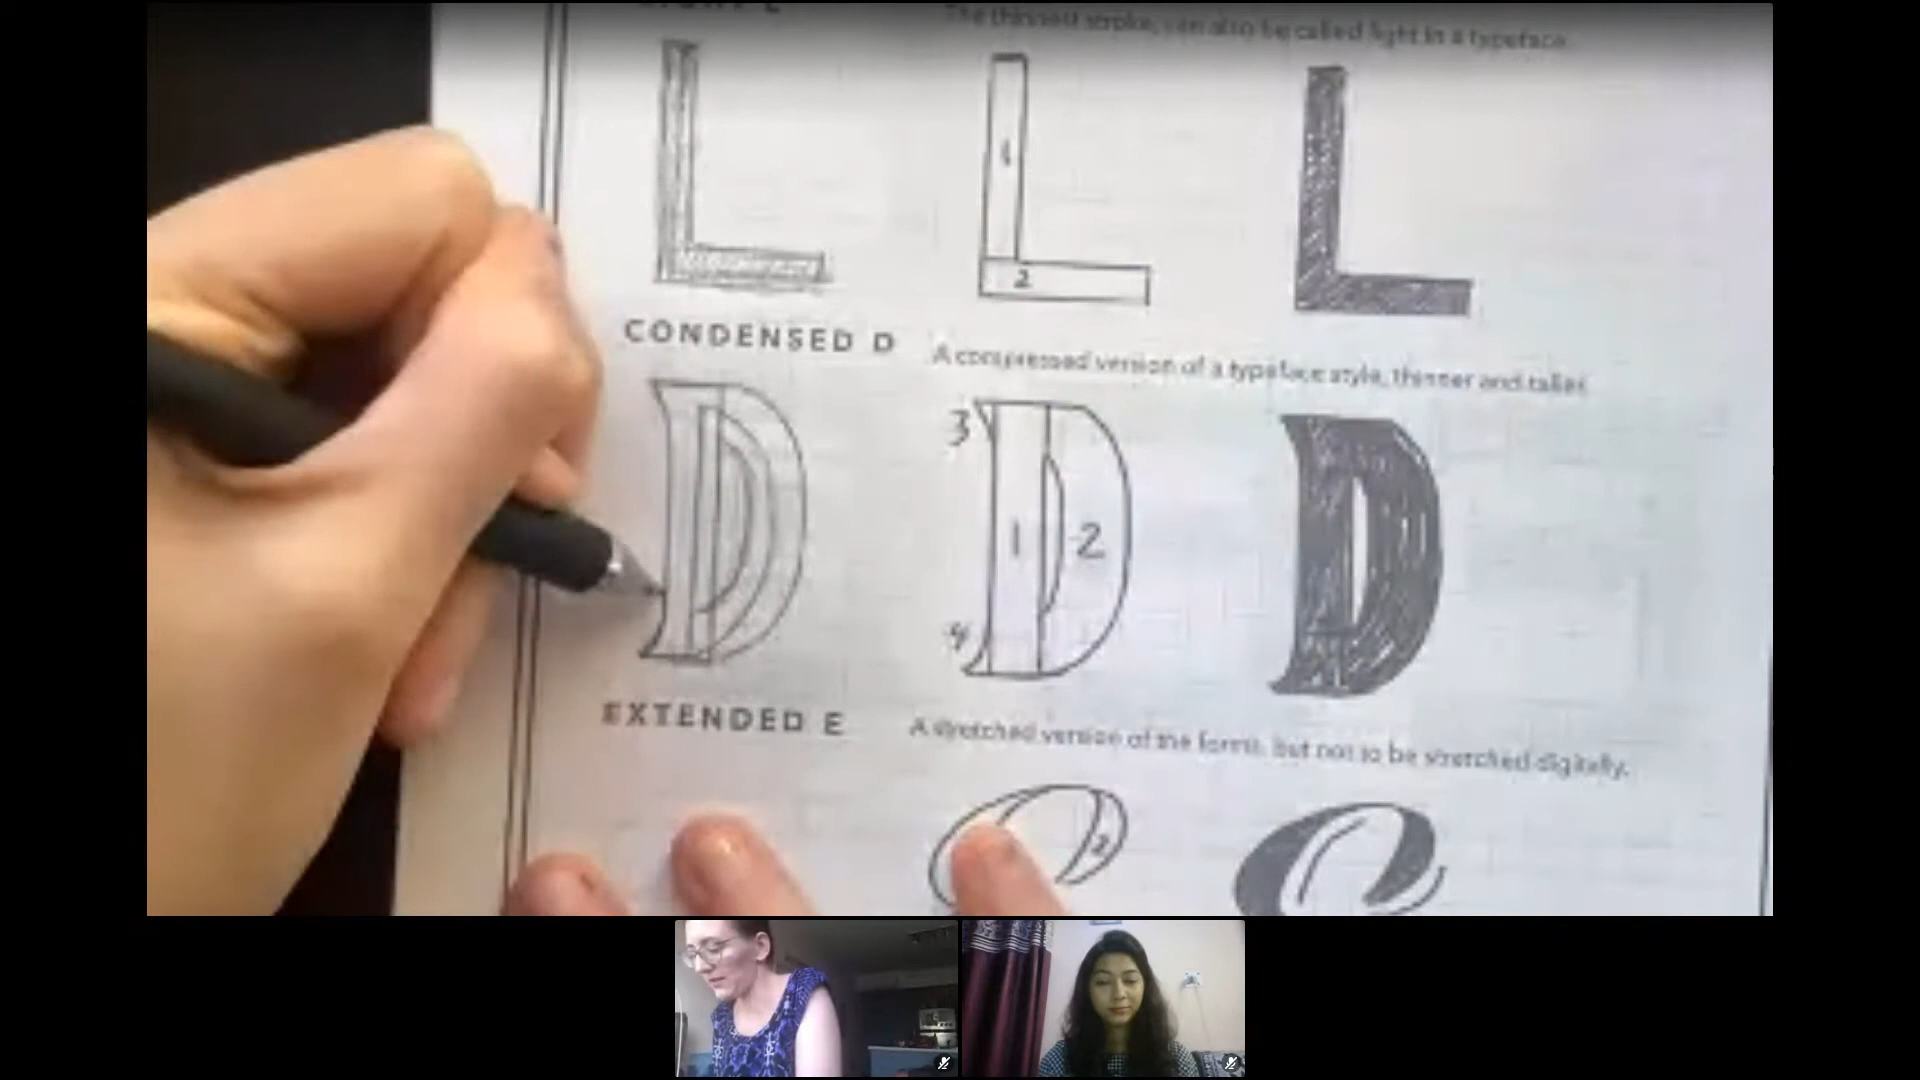 The thinnest stroke, can also be called light in a typeface.
1
2
CONDENSED D
A compressed version of a typeface style, thinner and taller.
3
1
2
4
EXTENDED E
A stretched version of the forms, but not to be stretched digitally.
2